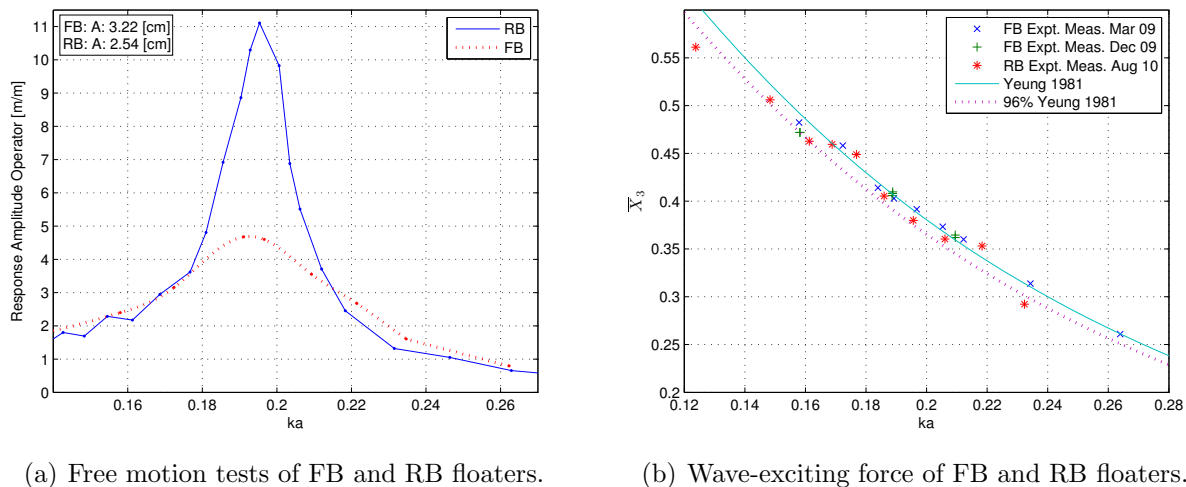 FB: A: 3.22 [cm]
RB: A: 2.54 [cm]
RB
FB
Response Amplitude Operator [m/m]
11
10
9
8
7
6
5
4
3
2
1
0
0.16
0.18
0.2
0.22
0.24
0.26
ka
(a) Free motion tests of FB and RB floaters.
FB Expt. Meas. Mar 09
FB Expt. Meas. Dec 09
RB Expt. Meas. Aug 10
Yeung 1981
96% Yeung 1981
X̅₃
0.55
0.5
0.45
0.4
0.35
0.3
0.25
0.2
0.12
0.14
0.16
0.18
0.2
0.22
0.24
0.26
0.28
ka
(b) Wave-exciting force of FB and RB floaters.